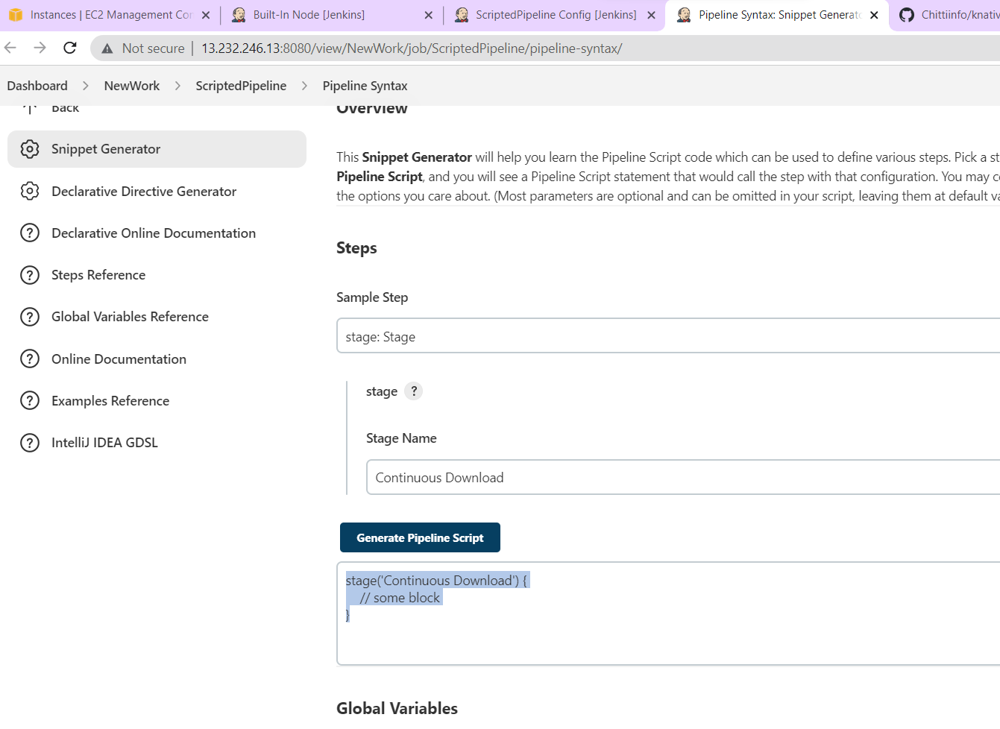 Instances | EC2 Management Con
Built-In Node [Jenkins]
ScriptedPipeline Config [Jenkins]
Pipeline Syntax: Snippet Generato
Chittiinfo/knativ
Not secure
13.232.246.13:8080/view/NewWork/job/ScriptedPipeline/pipeline-syntax/
Dashboard
NewWork
ScriptedPipeline
Pipeline Syntax
Back
Snippet Generator
Declarative Directive Generator
Declarative Online Documentation
Steps Reference
Global Variables Reference
Online Documentation
Examples Reference
IntelliJ IDEA GDSL
Overview
This Snippet Generator will help you learn the Pipeline Script code which can be used to define various steps. Pick a st
Pipeline Script, and you will see a Pipeline Script statement that would call the step with that configuration. You may c
the options you care about. (Most parameters are optional and can be omitted in your script, leaving them at default va
Steps
Sample Step
stage: Stage
stage ?
Stage Name
Continuous Download
Generate Pipeline Script
stage('Continuous Download') {
// some block
}
Global Variables